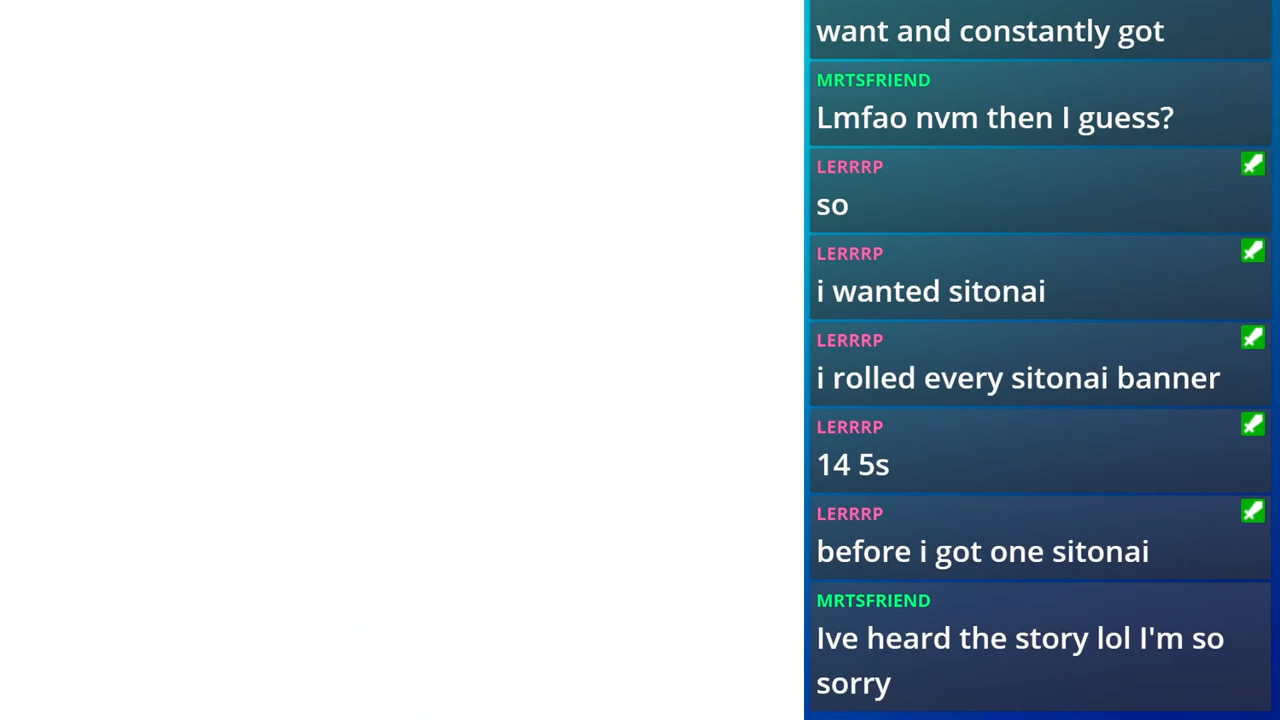 want and constantly got
MRTSFRIEND
Lmfao nvm then I guess?
LERRRP
so
LERRRP
i wanted sitonai
LERRRP
i rolled every sitonai banner
LERRRP
14 5s
LERRRP
before i got one sitonai
MRTSFRIEND
Ive heard the story lol I'm so
sorry